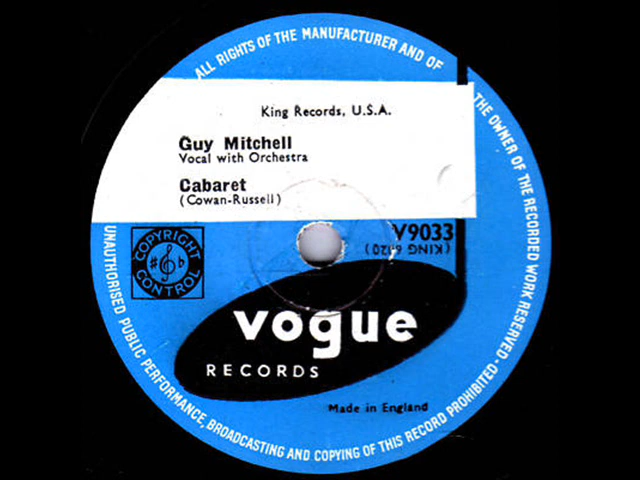 ALL RIGHTS OF THE MANUFACTURER AND OF THE OWNER OF THE RECORDED WORK RESERVED·
King Records, U.S.A.
Guy Mitchell
Vocal with Orchestra
Cabaret
(Cowan-Russell)
V9033
(KING
COPYRIGHT
CONTROL
vogue
RECORDS
Made in England
UNAUTHORISED PUBLIC PERFORMANCE, BROADCASTING AND COPYING OF THIS RECORD PROHIBITED·